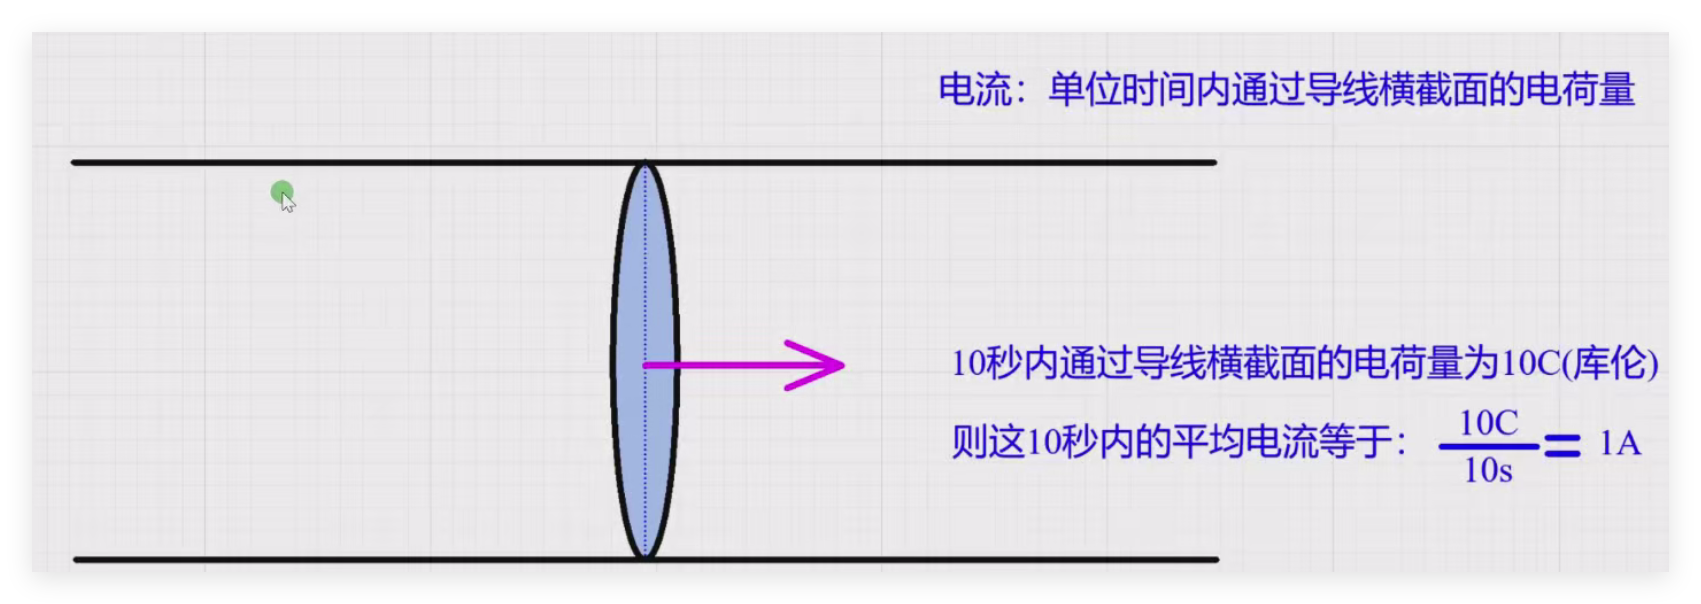 电流：单位时间内通过导线横截面的电荷量
10秒内通过导线横截面的电荷量为10C(库伦)
则这10秒内的平均电流等于： 10C/10s = 1A